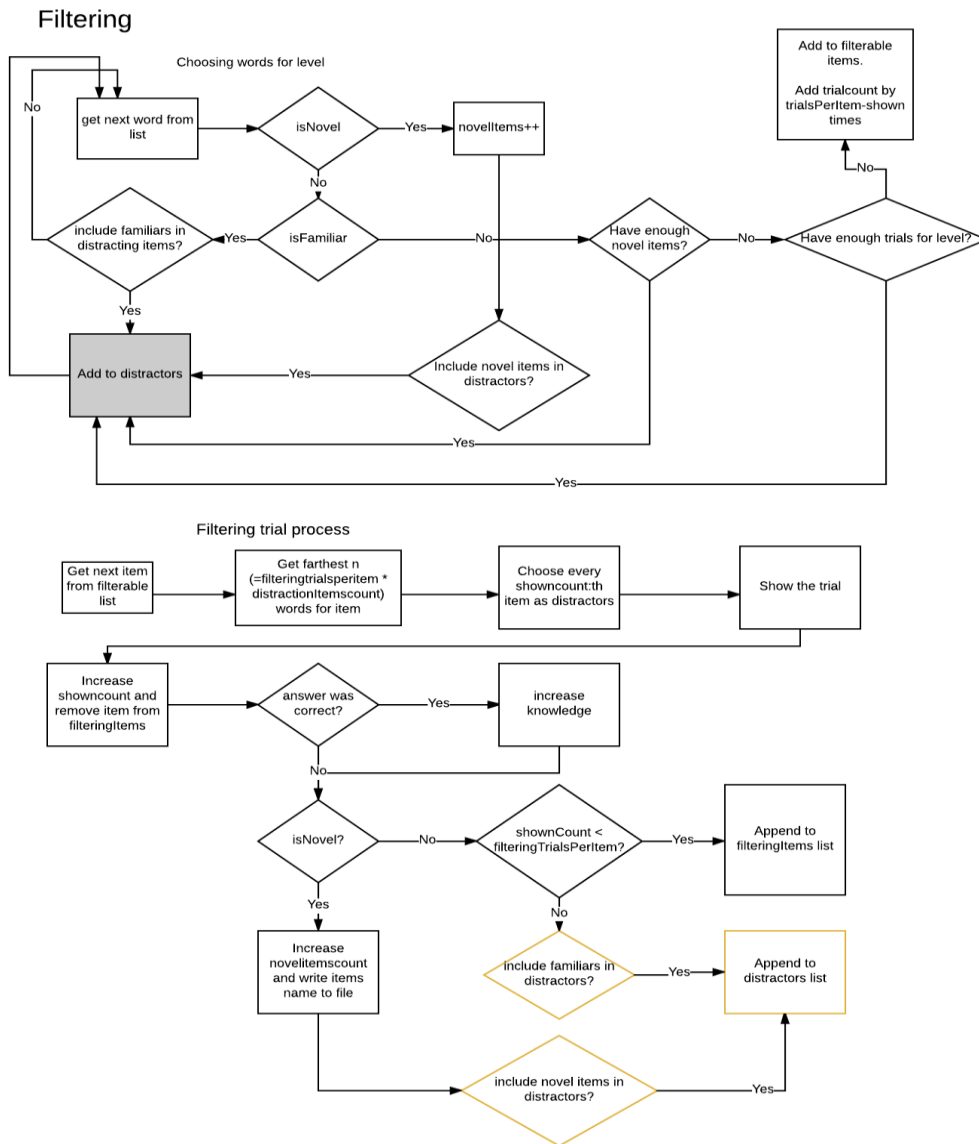 Filtering
Choosing words for level
Add to filterable
items.
Add trialcount by
trialsPerItem-shown
times
No
get next word from
list
isNovel
Yes
novelItems++
No
No
include familiars in
distracting items?
Yes
isFamiliar
No
Have enough
novel items?
No
Have enough trials for level?
Yes
Add to distractors
Yes
Include novel items in
distractors?
Yes
Yes
Filtering trial process
Get next item
from filterable
list
Get farthest n
(=filteringtrialsperitem *
distractionItemscount)
words for item
Choose every
showncount:th
item as distractors
Show the trial
Increase
showncount and
remove item from
filteringItems
answer was
correct?
Yes
increase
knowledge
No
isNovel?
No
shownCount <
filteringTrialsPerItem?
Yes
Append to
filteringItems list
Yes
No
Increase
novelitemscount
and write items
name to file
include familiars in
distractors?
Yes
Append to
distractors list
include novel items in
distractors?
Yes